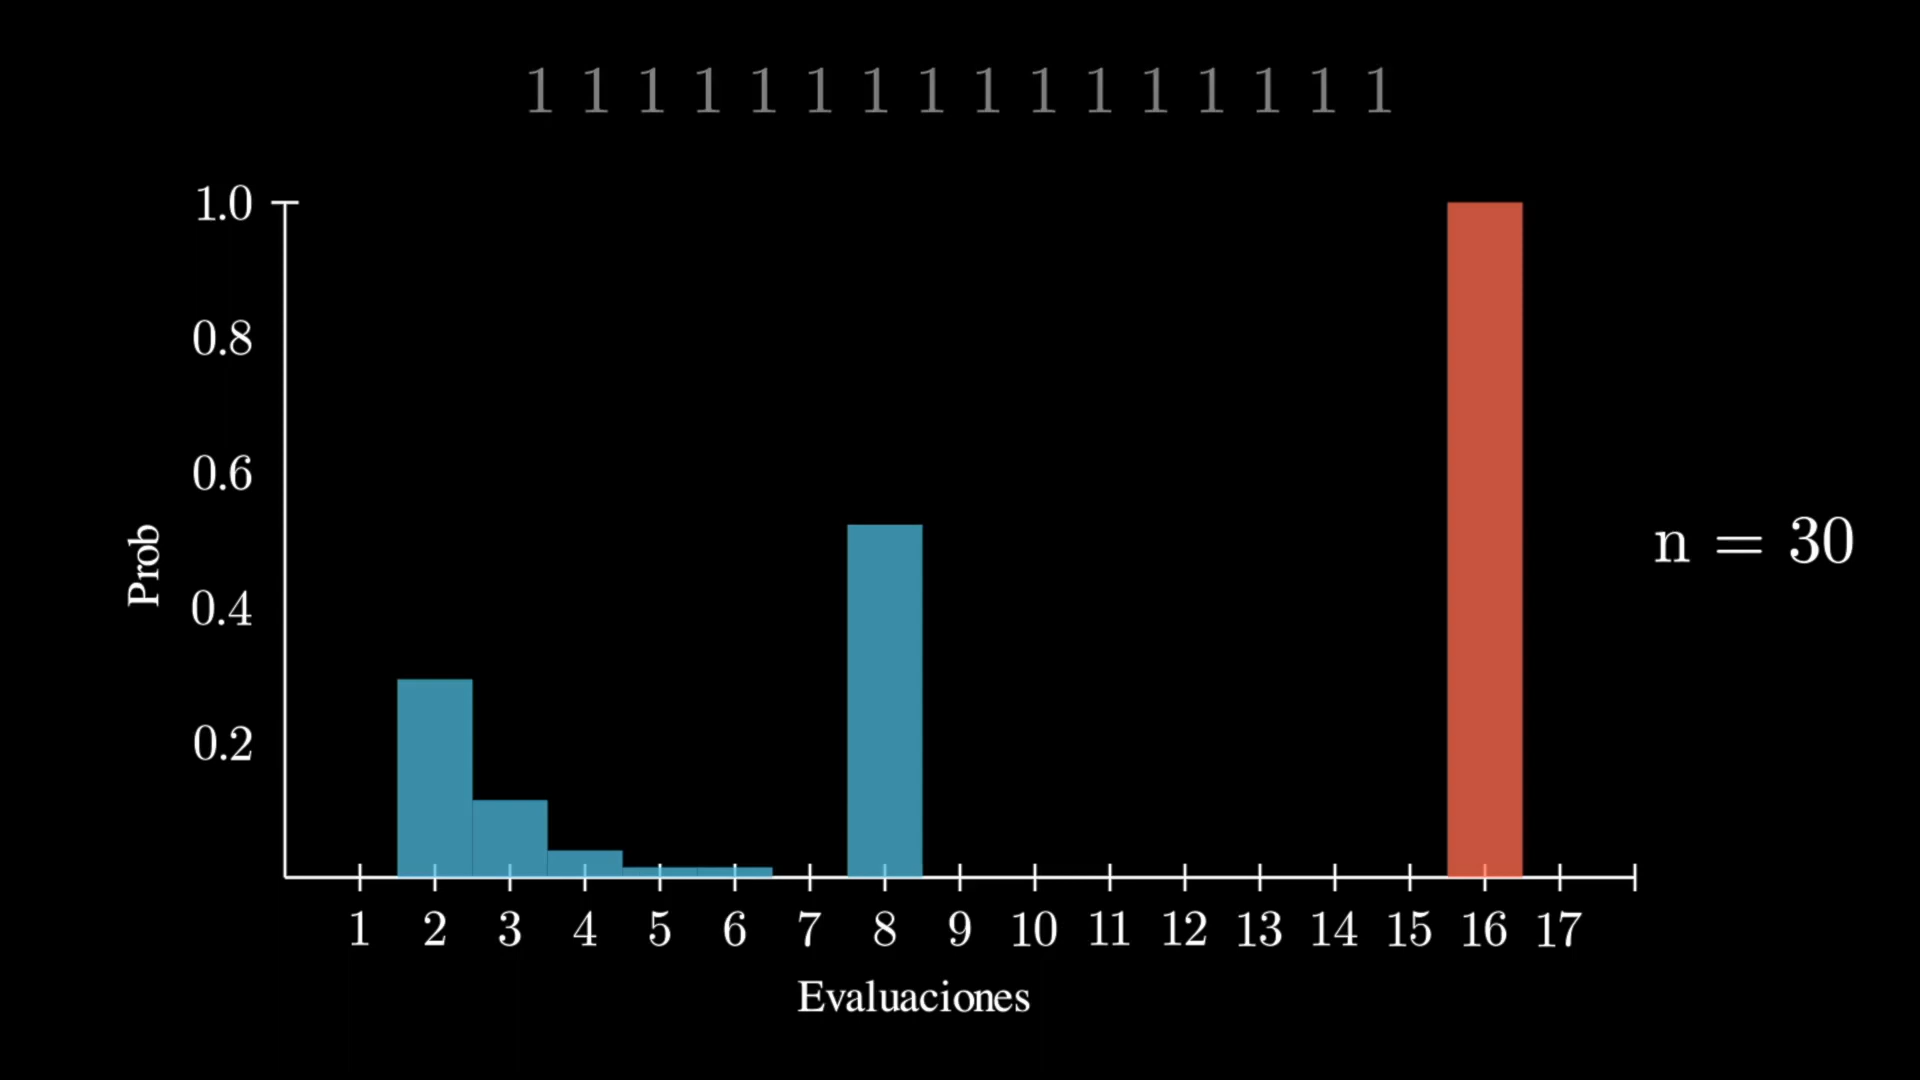 1 1 1 1 1 1 1 1 1 1 1 1 1 1 1 1
1.0
0.8
0.6
0.4
0.2
Prob
n = 30
1 2 3 4 5 6 7 8 9 10 11 12 13 14 15 16 17
Evaluaciones